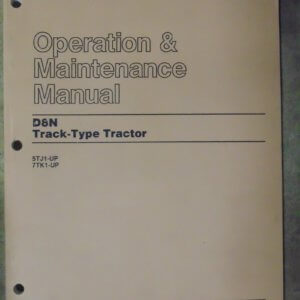 Operation &
Maintenance
Manual
D6N
Track-Type Tractor
5TJ1-UP
7TK1-UP